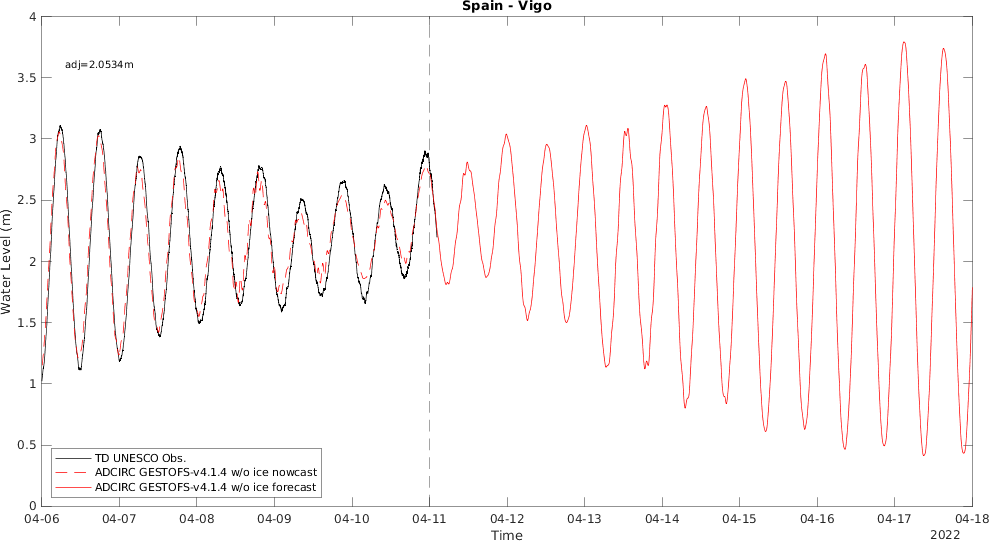 Spain - Vigo
adj=2.0534m
Water Level (m)
4
3.5
3
2.5
2
1.5
1
0.5
0
TD UNESCO Obs.
ADCIRC GESTOFS-v4.1.4 w/o ice nowcast
ADCIRC GESTOFS-v4.1.4 w/o ice forecast
04-06 04-07 04-08 04-09 04-10 04-11 04-12 04-13 04-14 04-15 04-16 04-17 04-18
Time
2022